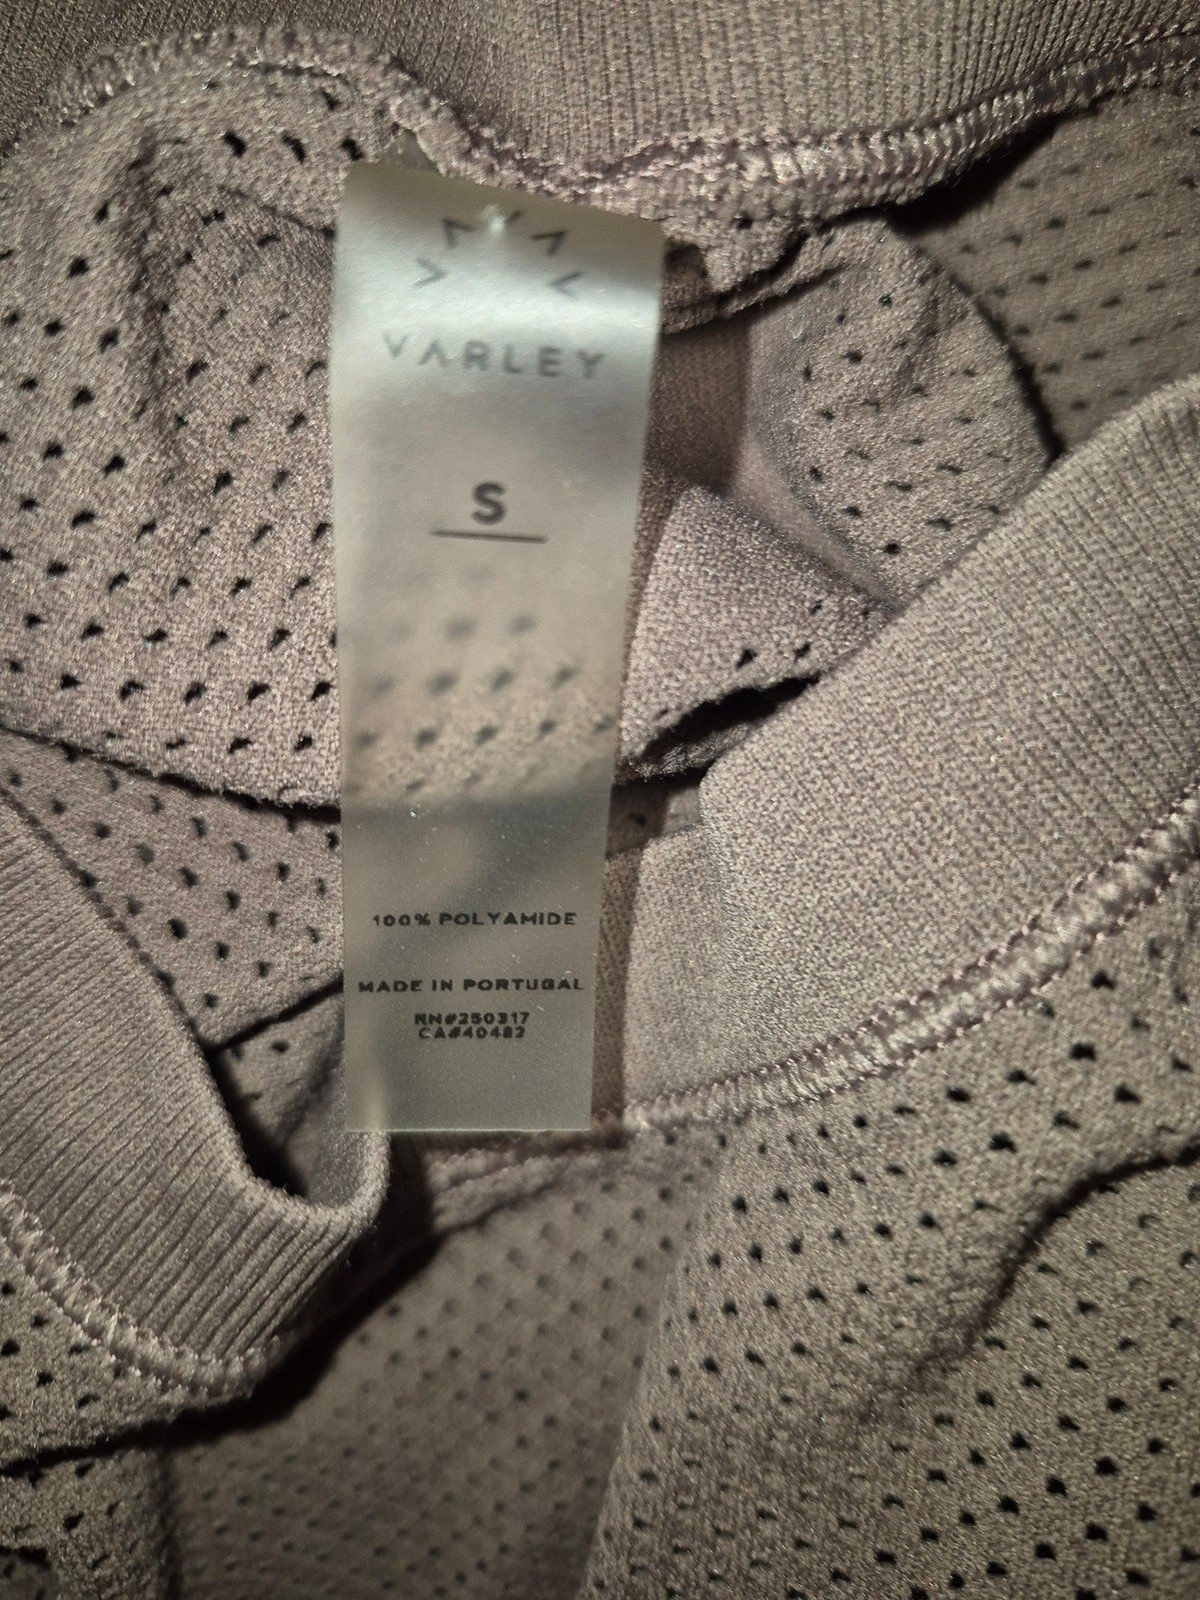 VARLEY
S
100% POLYAMIDE
MADE IN PORTUGAL
RN#250317
CA#40482